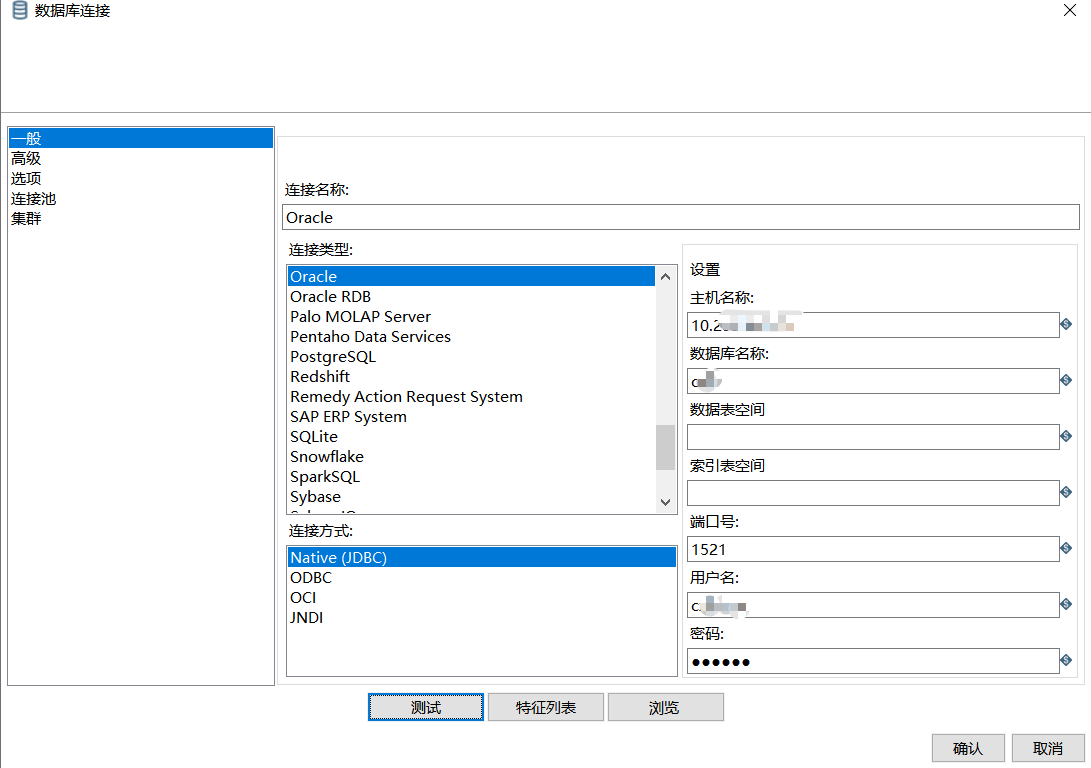 数据库连接
一般
高级
选项
连接池
集群
连接名称:
Oracle
连接类型:
Oracle
Oracle RDB
Palo MOLAP Server
Pentaho Data Services
PostgreSQL
Redshift
Remedy Action Request System
SAP ERP System
SQLite
Snowflake
SparkSQL
Sybase
连接方式:
Native (JDBC)
ODBC
OCI
JNDI
设置
主机名称:
10.2
数据库名称:
c
数据表空间
索引表空间
端口号:
1521
用户名:
c
密码:
●●●●●●
测试
特征列表
浏览
确认
取消